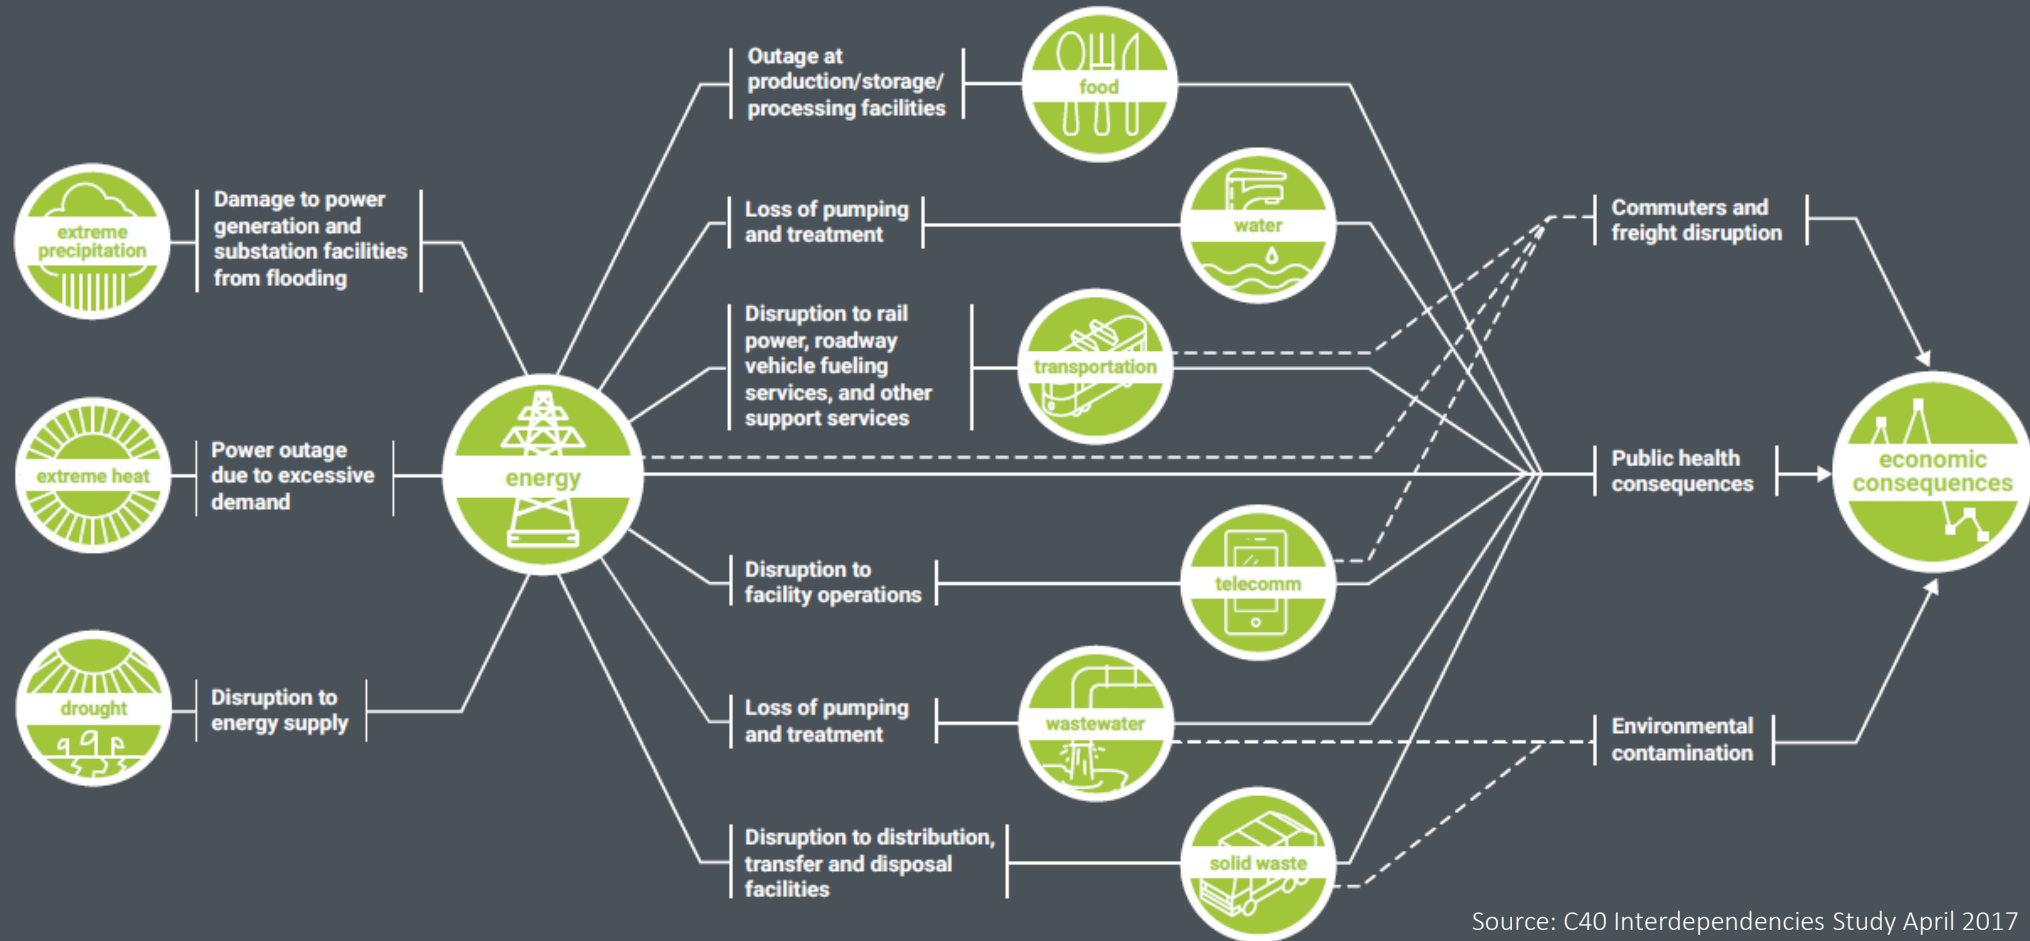 extreme
precipitation
Damage to power
generation and
substation facilities
from flooding
extreme heat
Power outage
due to excessive
demand
drought
Disruption to
energy supply
energy
Outage at
production/storage/
processing facilities
food
Loss of pumping
and treatment
water
Disruption to rail
power, roadway
vehicle fueling
services, and other
support services
transportation
Disruption to
facility operations
telecomm
Loss of pumping
and treatment
wastewater
Disruption to distribution,
transfer and disposal
facilities
solid waste
Commuters and
freight disruption
Public health
consequences
Environmental
contamination
economic
consequences
Source: C40 Interdependencies Study April 2017